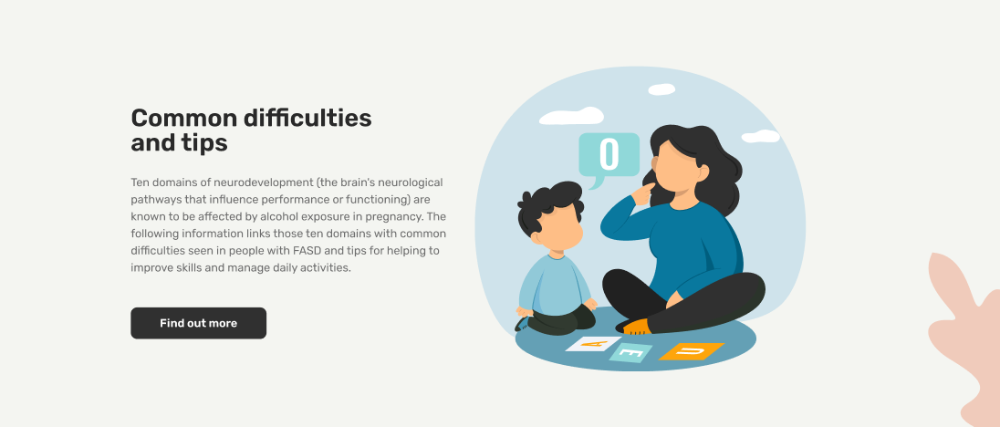 Common difficulties
and tips
Ten domains of neurodevelopment (the brain's neurological
pathways that influence performance or functioning) are
known to be affected by alcohol exposure in pregnancy. The
following information links those ten domains with common
difficulties seen in people with FASD and tips for helping to
improve skills and manage daily activities.
Find out more
O
A
E
U